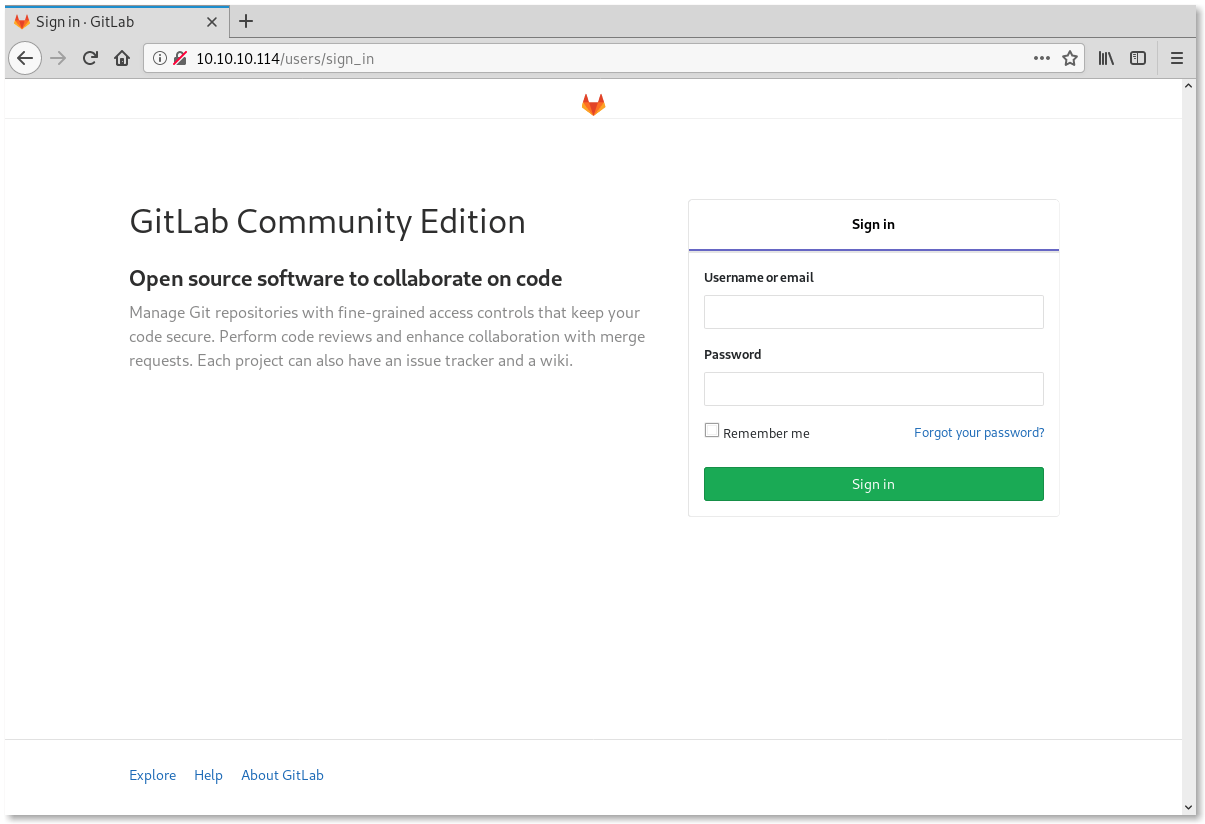 Sign in · GitLab
10.10.10.114/users/sign_in
GitLab Community Edition
Open source software to collaborate on code
Manage Git repositories with fine-grained access controls that keep your
code secure. Perform code reviews and enhance collaboration with merge
requests. Each project can also have an issue tracker and a wiki.
Sign in
Username or email
Password
Remember me
Forgot your password?
Sign in
Explore
Help
About GitLab